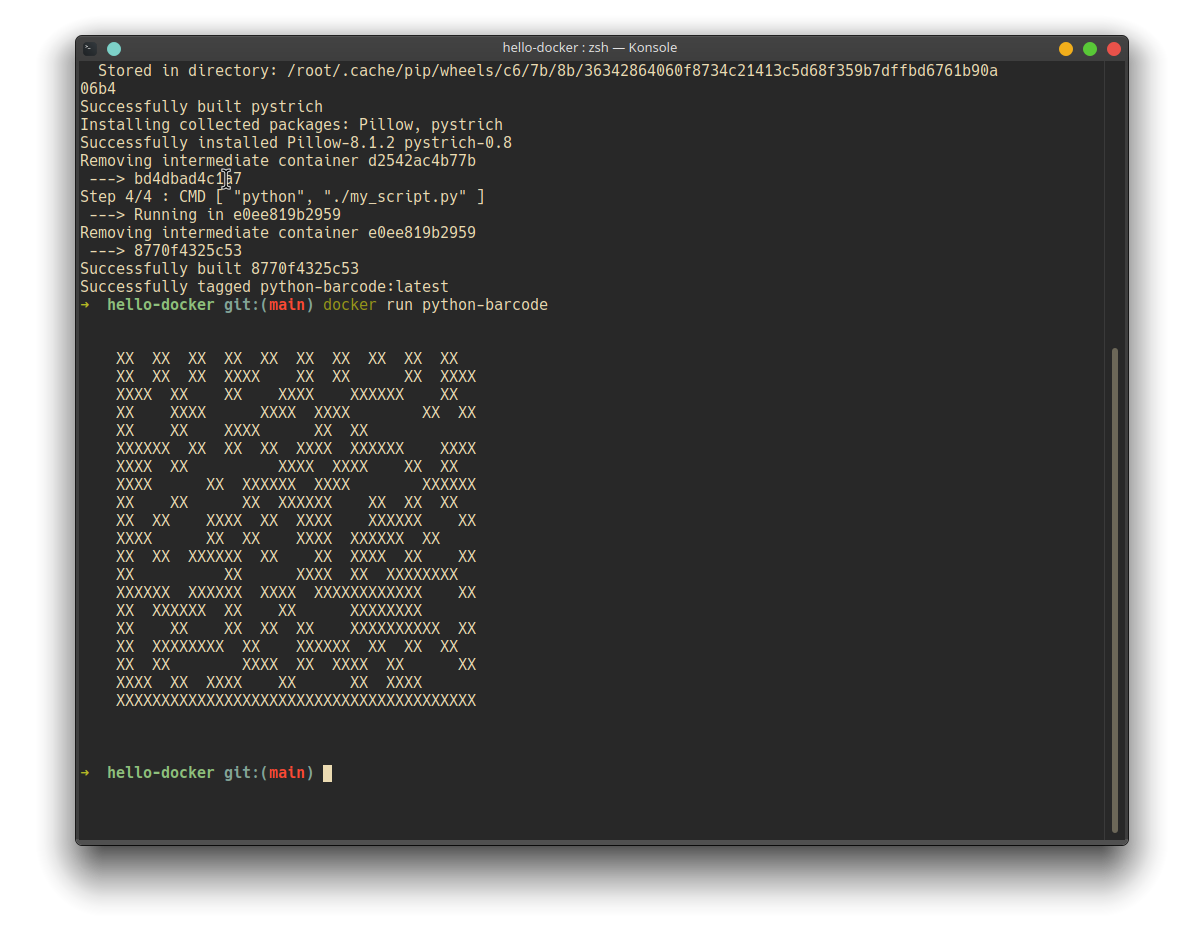 hello-docker : zsh — Konsole
  Stored in directory: /root/.cache/pip/wheels/c6/7b/8b/36342864060f8734c21413c5d68f359b7dffbd6761b90a
06b4
Successfully built pystrich
Installing collected packages: Pillow, pystrich
Successfully installed Pillow-8.1.2 pystrich-0.8
Removing intermediate container d2542ac4b77b
 ---> bd4dbad4c1a7
Step 4/4 : CMD [ "python", "./my_script.py" ]
 ---> Running in e0ee819b2959
Removing intermediate container e0ee819b2959
 ---> 8770f4325c53
Successfully built 8770f4325c53
Successfully tagged python-barcode:latest
➜  hello-docker git:(main) docker run python-barcode
    XX  XX  XX  XX  XX  XX  XX  XX  XX  XX
    XX  XX  XX  XXXX    XX  XX      XX  XXXX
    XXXX  XX    XX    XXXX    XXXXXX    XX
    XX    XXXX      XXXX  XXXX        XX  XX
    XX    XX    XXXX      XX  XX
    XXXXXX  XX  XX  XX  XXXX  XXXXXX    XXXX
    XXXX  XX          XXXX  XXXX    XX  XX
    XXXX      XX  XXXXXX  XXXX        XXXXXX
    XX    XX      XX  XXXXXX    XX  XX  XX
    XX  XX    XXXX  XX  XXXX    XXXXXX    XX
    XXXX      XX  XX    XXXX  XXXXXX  XX
    XX  XX  XXXXXX  XX    XX  XXXX  XX    XX
    XX          XX      XXXX  XX  XXXXXXXX
    XXXXXX  XXXXXX  XXXX  XXXXXXXXXXXX    XX
    XX  XXXXXX  XX    XX      XXXXXXXX
    XX    XX    XX  XX  XX    XXXXXXXXXX  XX
    XX  XXXXXXXX  XX    XXXXXX  XX  XX  XX
    XX  XX        XXXX  XX  XXXX  XX      XX
    XXXX  XX  XXXX    XX      XX  XXXX
    XXXXXXXXXXXXXXXXXXXXXXXXXXXXXXXXXXXXXXXX
➜  hello-docker git:(main)